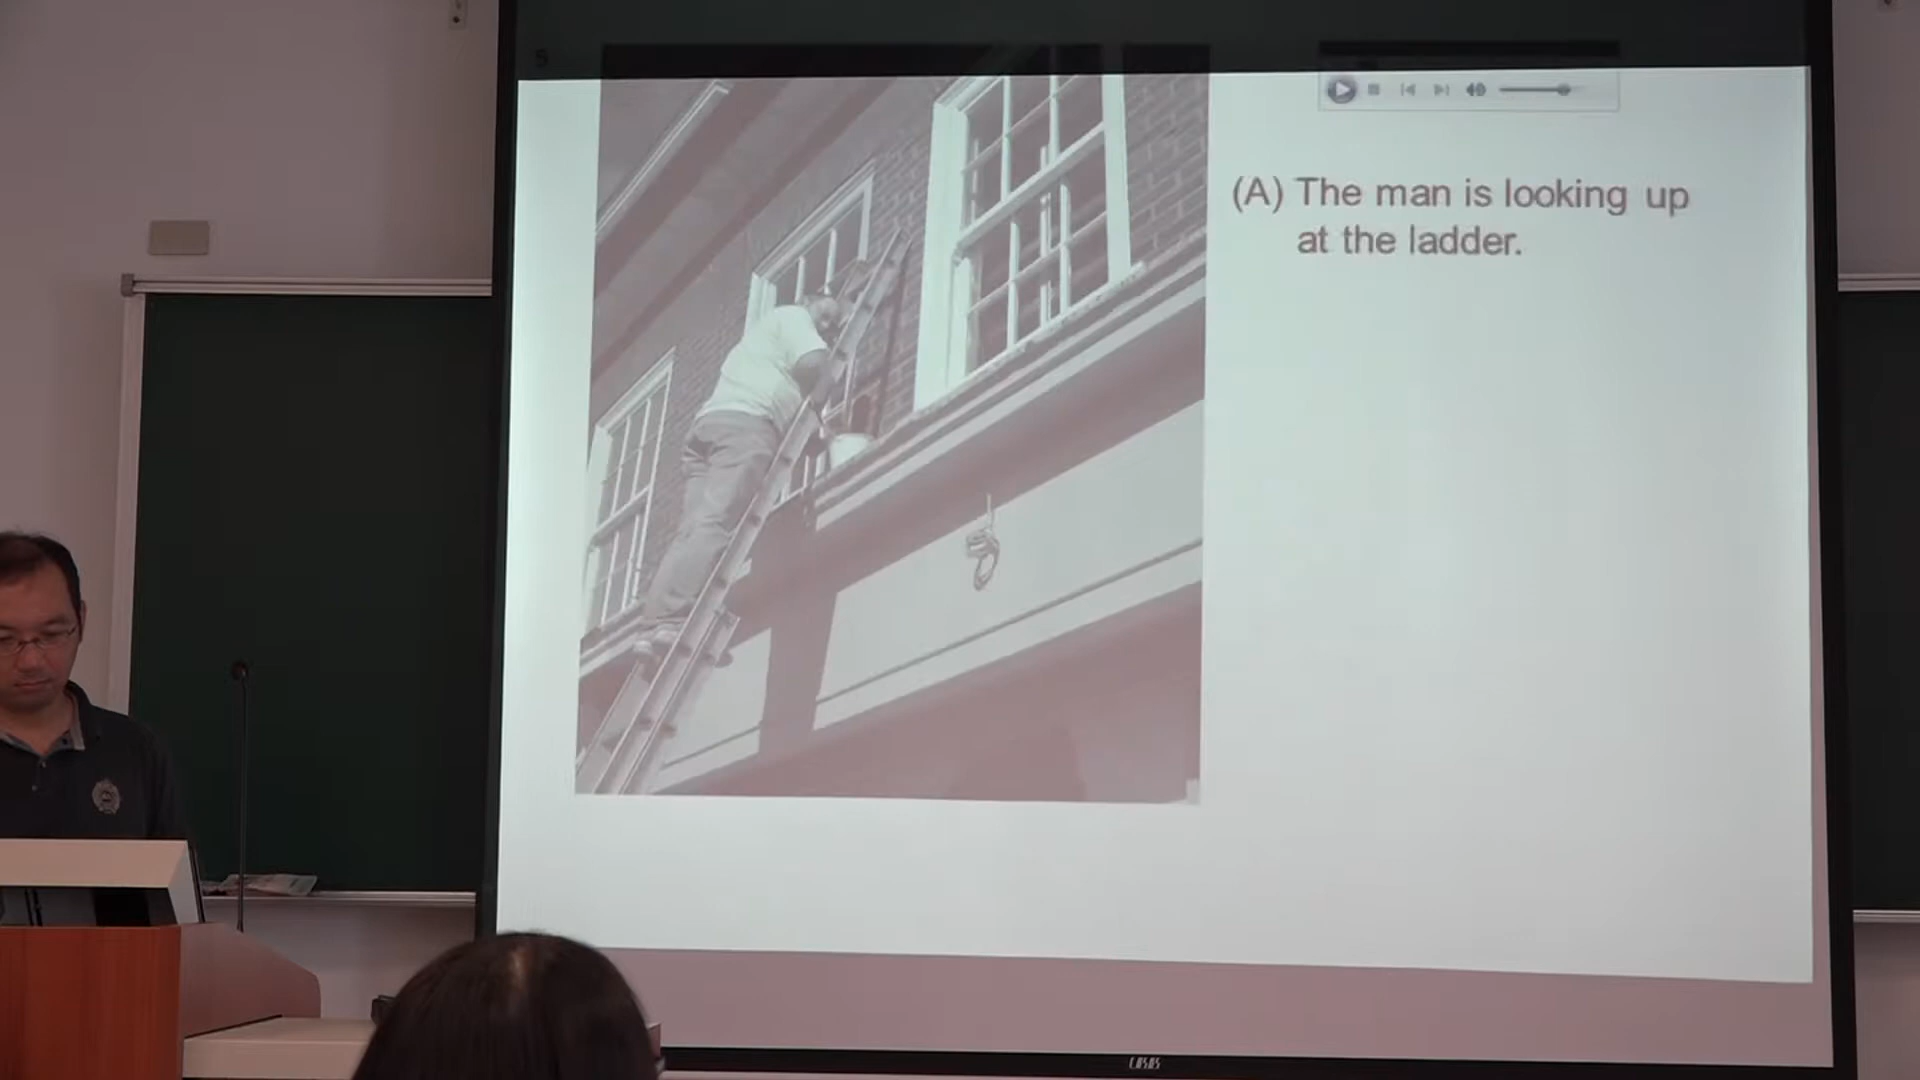 (A) The man is looking up
at the ladder.